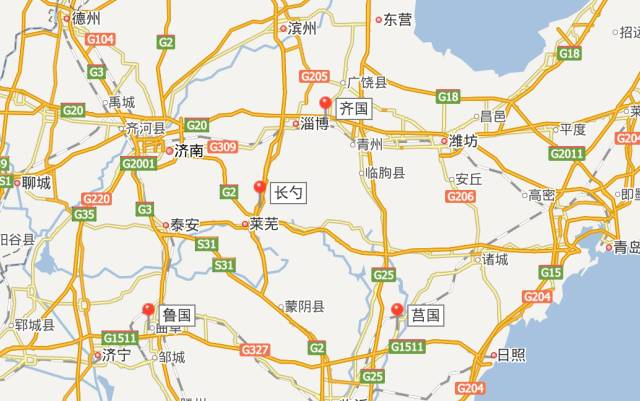 德州
滨州
东营
招远
G104
G2
G3
G205
G18
G18
广饶县
禹城
G20
齐国
昌邑
莱
齐河县
G20
淄博
平度
济南
G309
青州
潍坊
G2001
G2011
临朐县
聊城
S1
G220
G2
长勺
安丘
高密
即墨
G206
G35
G3
泰安
莱芜
S31
阳谷县
青岛
诸城
S31
G25
G15
G204
鲁国
蒙阴县
莒国
曲阜
郓城县
G1511
济宁
邹城
G327
G2
G1511
日照
G25
G204